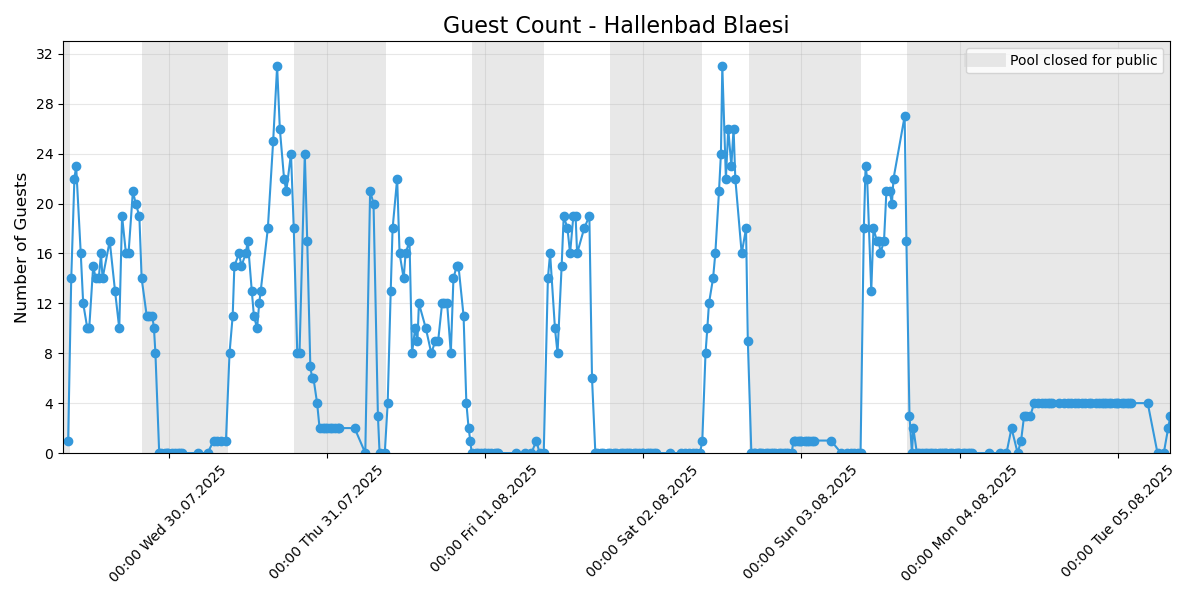 Guest Count - Hallenbad Blaesi
Pool closed for public
Number of Guests
32
28
24
20
16
12
8
4
0
00:00 Wed 30.07.2025
00:00 Thu 31.07.2025
00:00 Fri 01.08.2025
00:00 Sat 02.08.2025
00:00 Sun 03.08.2025
00:00 Mon 04.08.2025
00:00 Tue 05.08.2025